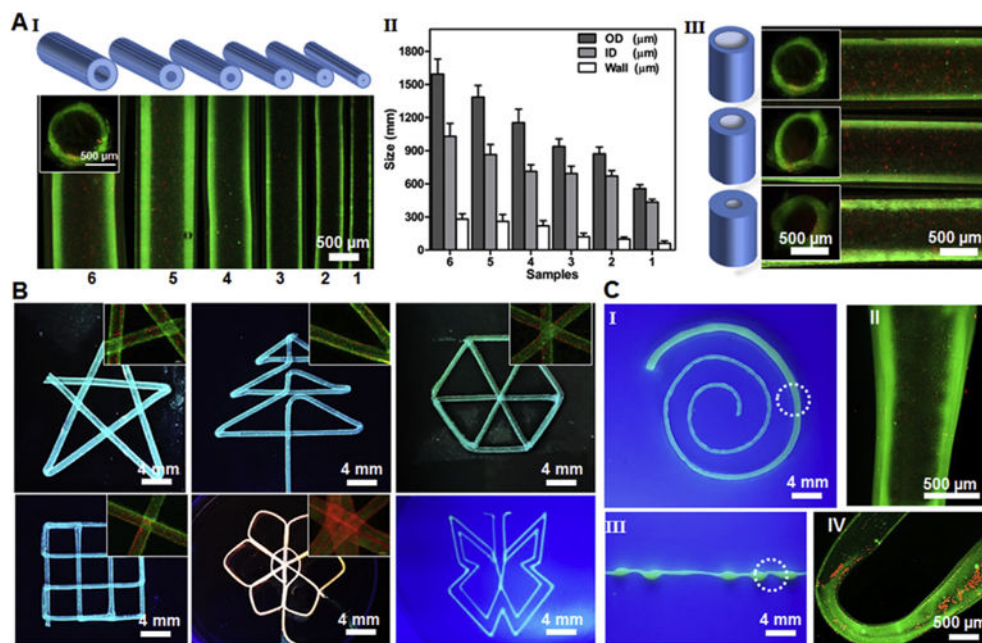 A
I
500 µm
500 µm
6 5 4 3 2 1
II
OD (µm)
ID (µm)
Wall (µm)
Size (mm)
1800
1500
1200
900
600
300
0
6 5 4 3 2 1
Samples
III
500 µm
500 µm
B
4 mm
4 mm
4 mm
4 mm
4 mm
4 mm
C
I
4 mm
II
500 µm
III
4 mm
IV
500 µm